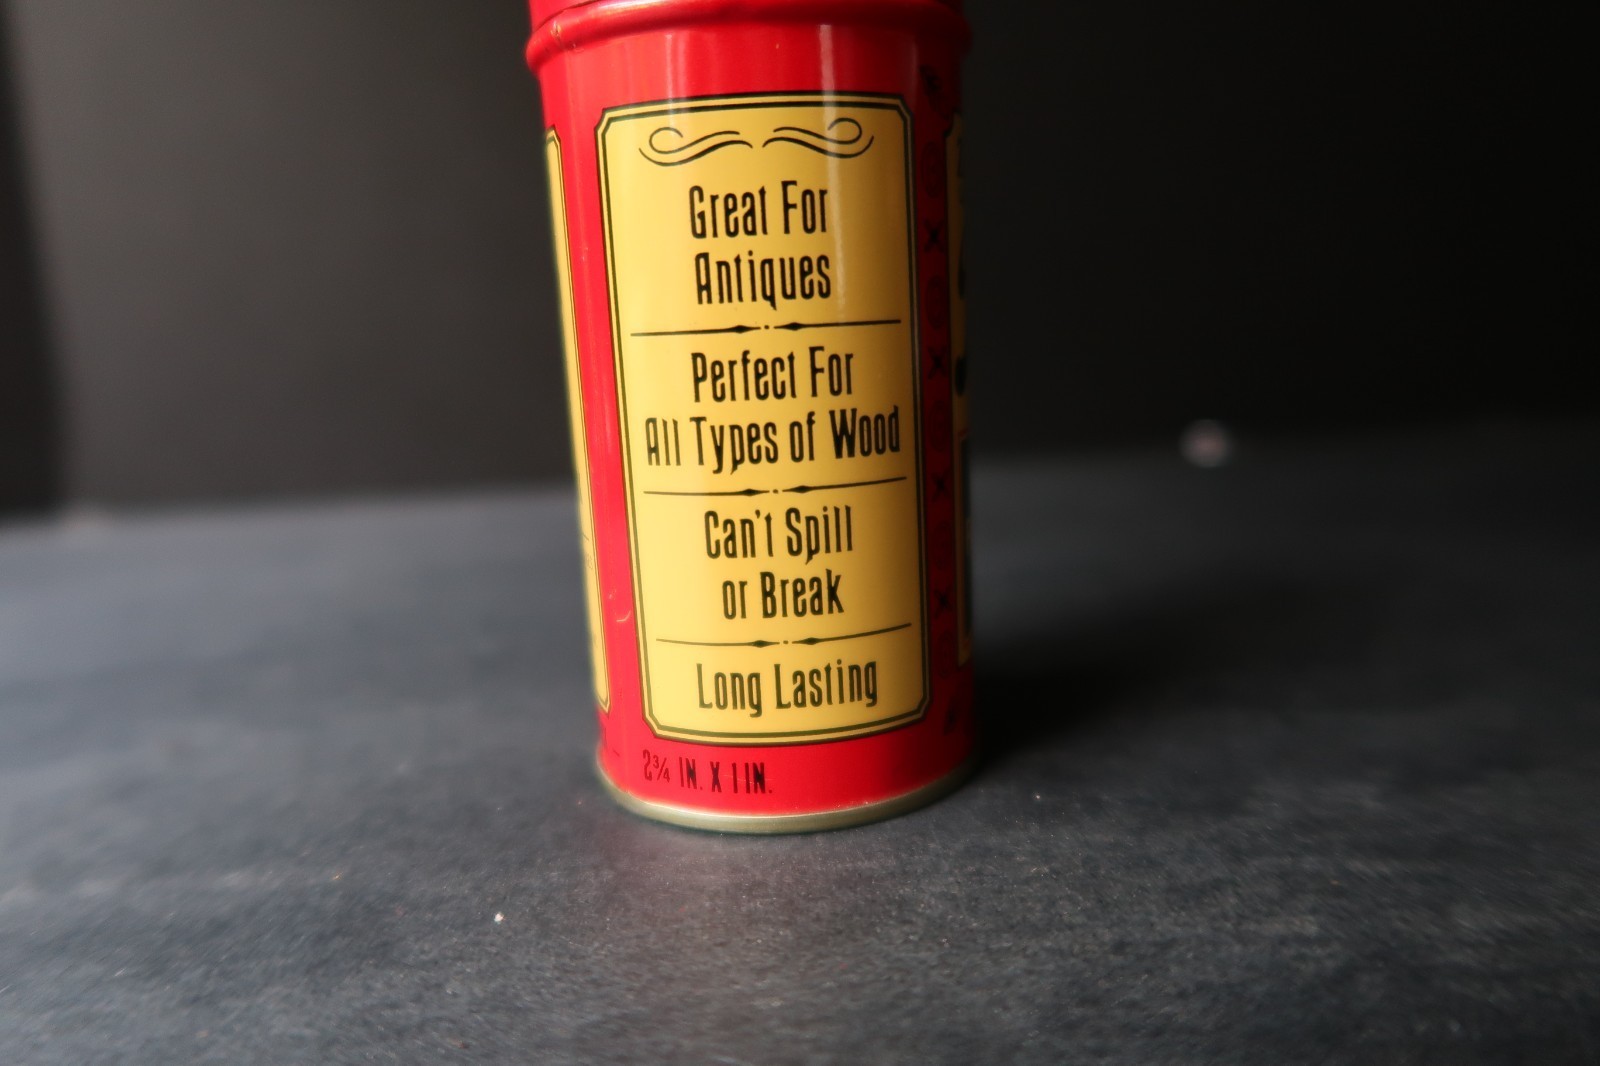 Great For
Antiques
Perfect For
All Types of Wood
Can't Spill
or Break
Long Lasting
2¾ IN. X 1 IN.